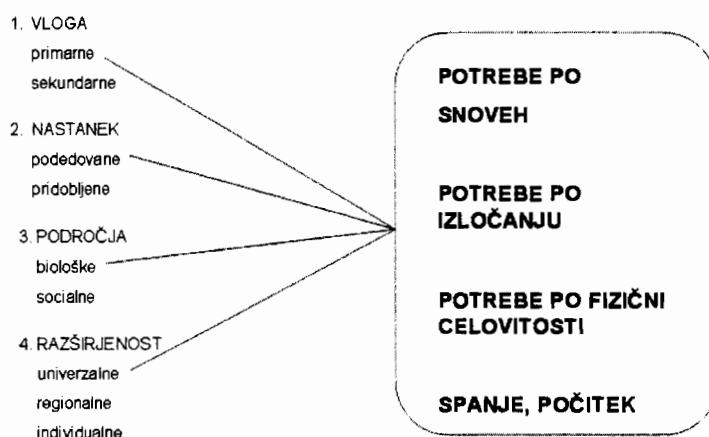 1. VLOGA
primarne
sekundarne
2. NASTANEK
podedovane
pridobljene
3. PODROČJA
biološke
socialne
4. RAZŠIRJENOST
univerzalne
regionalne
individualne
POTREBE PO
SNOVEH
POTREBE PO
IZLOČANJU
POTREBE PO FIZIČNI
CELOVITOSTI
SPANJE, POČITEK